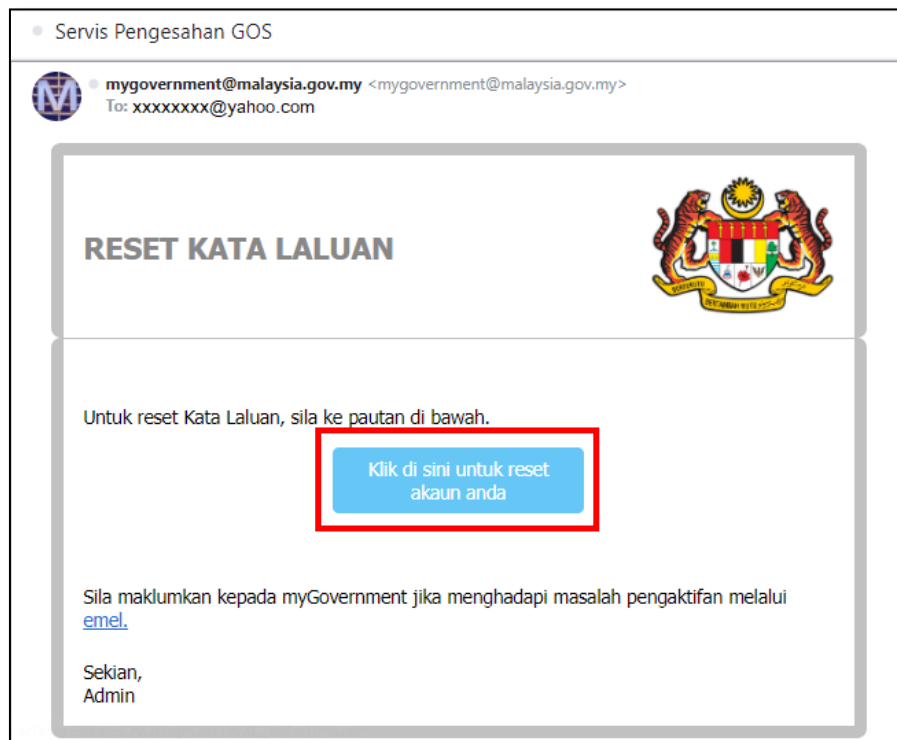 Servis Pengesahan GOS
mygovernment@malaysia.gov.my <mygovernment@malaysia.gov.my>
To: xxxxxxxx@yahoo.com
RESET KATA LALUAN
BERTAMBAH MUTU
Untuk reset Kata Laluan, sila ke pautan di bawah.
Klik di sini untuk reset
akaun anda
Sila maklumkan kepada myGovernment jika menghadapi masalah pengaktifan melalui
emel.
Sekian,
Admin